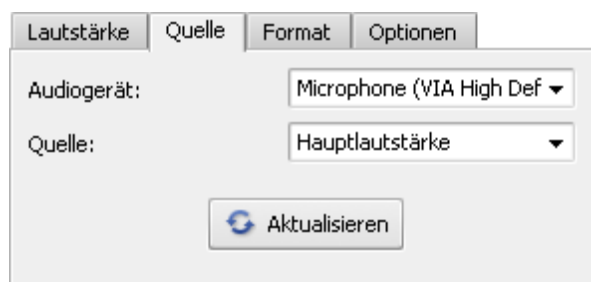 Lautstärke Quelle Format Optionen
Audiogerät: Microphone (VIA High Def
Quelle: Hauptlautstärke
Aktualisieren